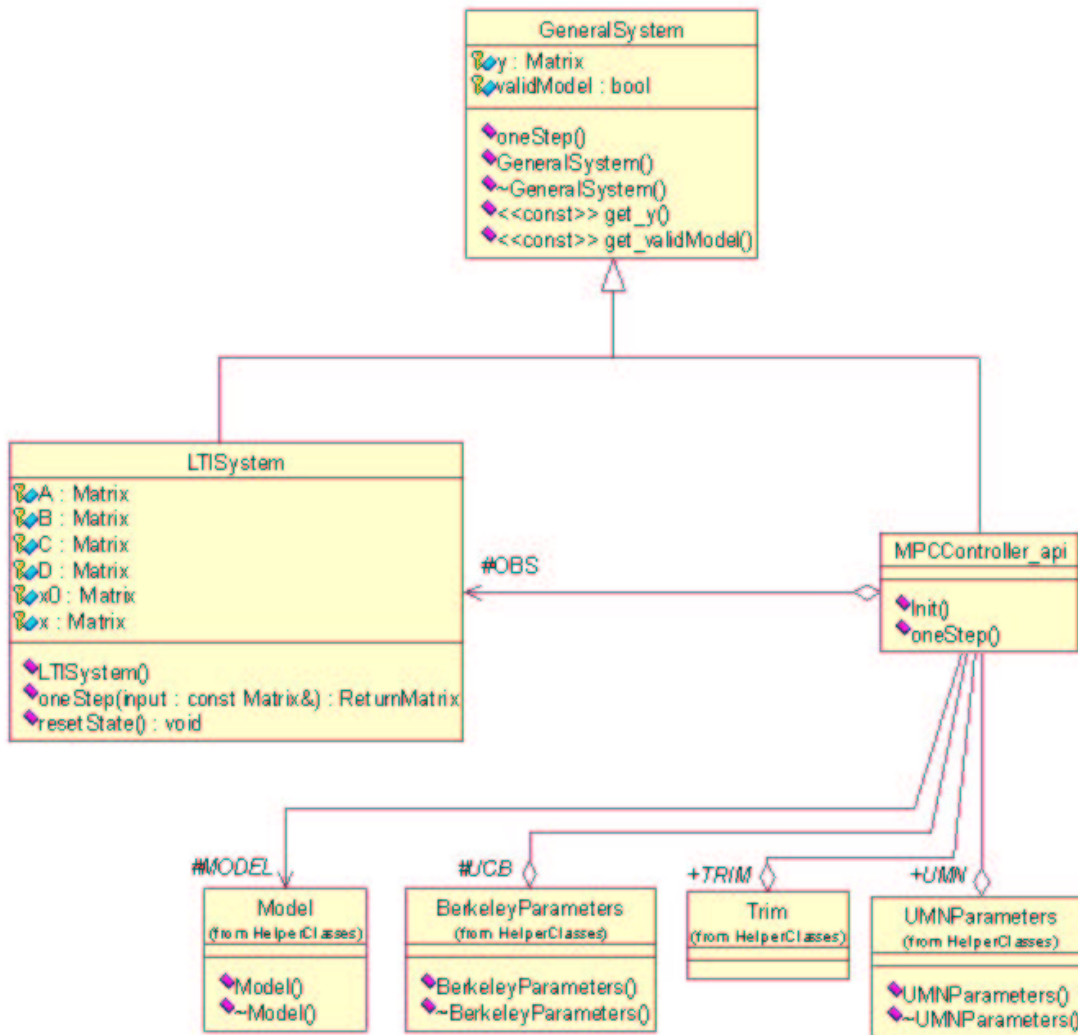 GeneralSystem
y : Matrix
validModel : bool
oneStep()
GeneralSystem()
~GeneralSystem()
<<const>> get_y()
<<const>> get_validModel()
LTISystem
A : Matrix
B : Matrix
C : Matrix
D : Matrix
x0 : Matrix
x : Matrix
LTISystem()
oneStep(input : const Matrix&) : ReturnMatrix
resetState() : void
#OBS
MPCController_api
Init()
oneStep()
#MODEL
#UCB
+TRIM
+UMN
Model
(from HelperClasses)
Model()
~Model()
BerkeleyParameters
(from HelperClasses)
BerkeleyParameters()
~BerkeleyParameters()
Trim
(from HelperClasses)
UMNParameters
(from HelperClasses)
UMNParameters()
~UMNParameters()